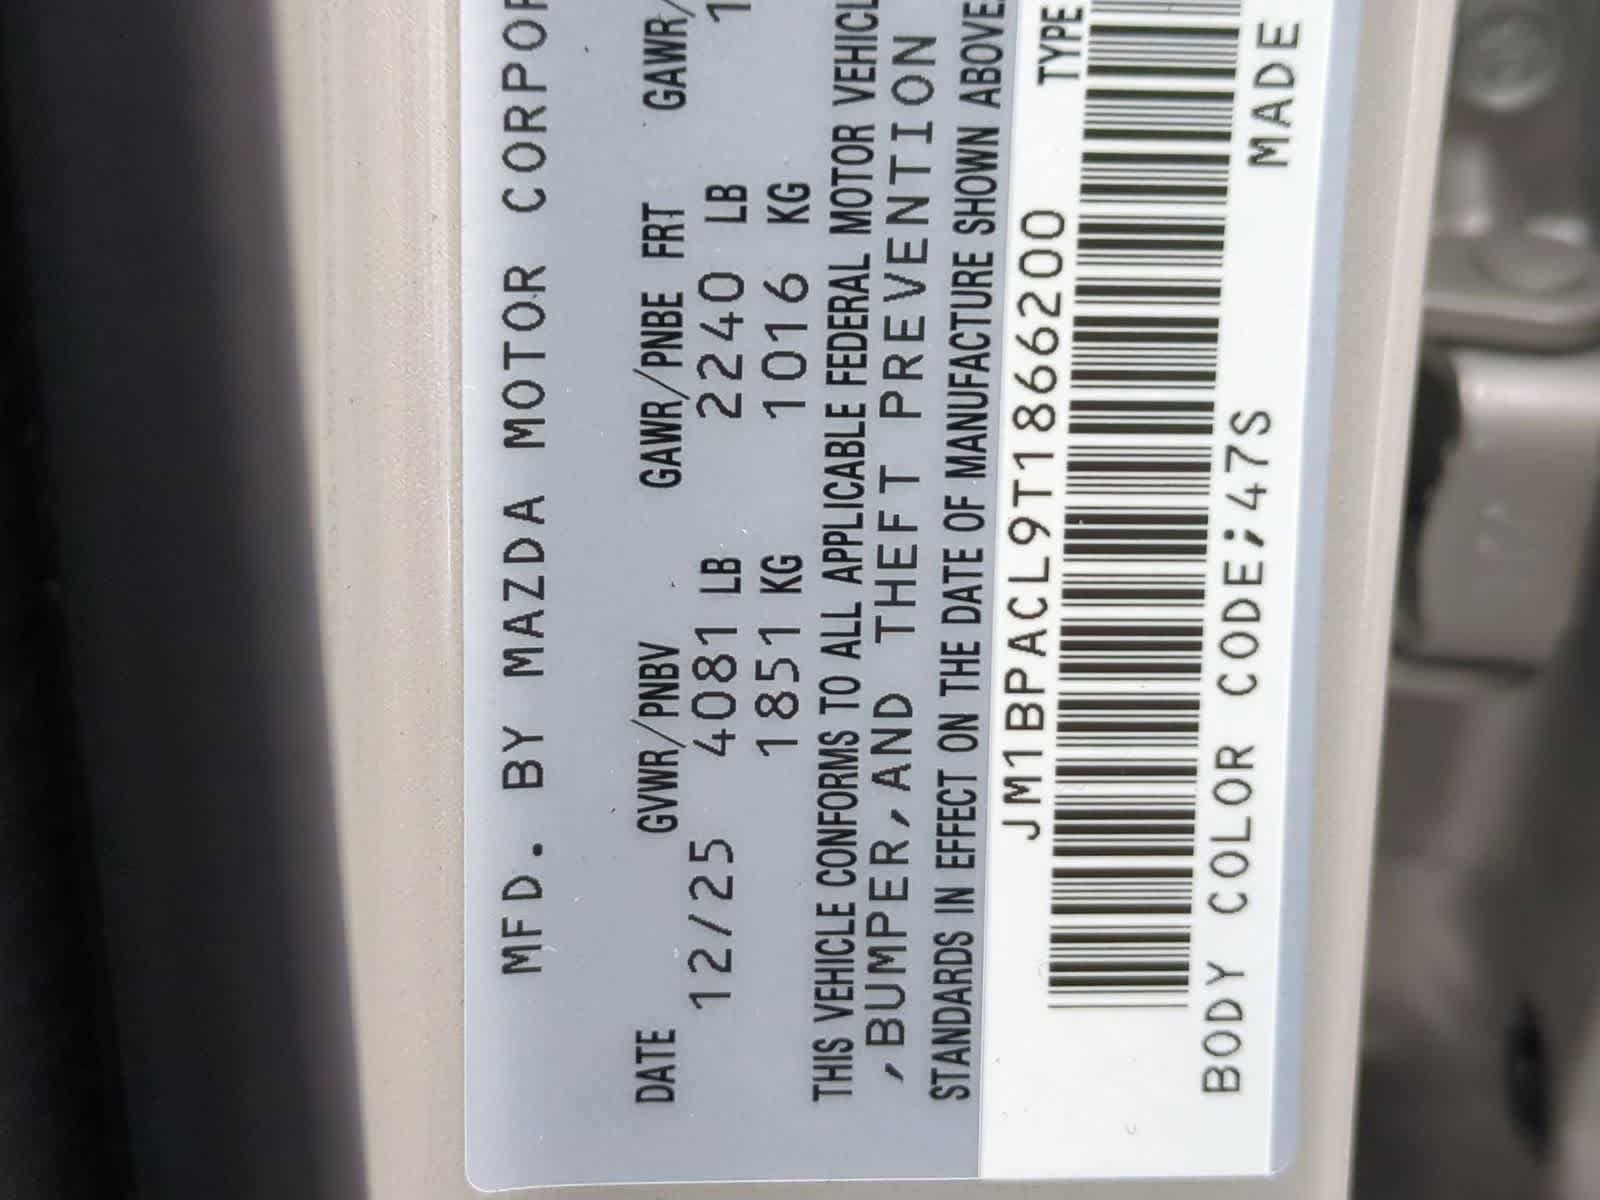 MFD. BY MAZDA MOTOR CORPOR
DATE GVWR/PNBV GAWR/PNBE FRT GAWR/
12/25 4081 LB 2240 LB
1851 KG 1016 KG 1
THIS VEHICLE CONFORMS TO ALL APPLICABLE FEDERAL MOTOR VEHICL
,BUMPER,AND THEFT PREVENTION
STANDARDS IN EFFECT ON THE DATE OF MANUFACTURE SHOWN ABOVE.
JM1BPACL9T1866200 TYPE
BODY COLOR CODE;47S MADE